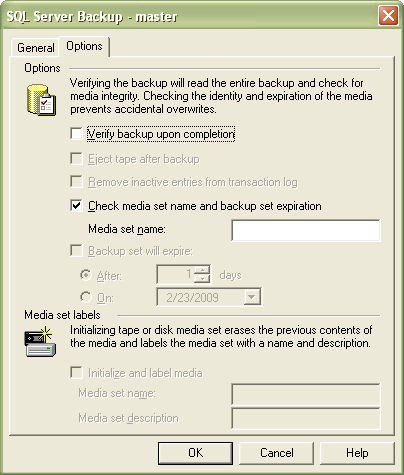 SQL Server Backup - master
General Options
Options
Verifying the backup will read the entire backup and check for
media integrity. Checking the identity and expiration of the media
prevents accidental overwrites.
Verify backup upon completion
Eject tape after backup
Remove inactive entries from transaction log
Check media set name and backup set expiration
Media set name:
Backup set will expire:
After: 1 days
On: 2/23/2009
Media set labels
Initializing tape or disk media set erases the previous contents of
the media and labels the media set with a name and description.
Initialize and label media
Media set name:
Media set description
OK Cancel Help